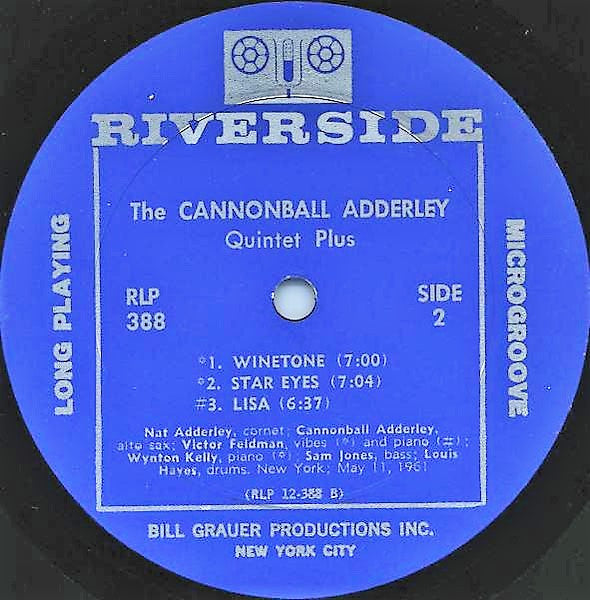 RIVERSIDE
The CANNONBALL ADDERLEY
Quintet Plus
LONG PLAYING
MICROGROOVE
RLP
388
SIDE
2
*1. WINETONE (7:00)
*2. STAR EYES (7:04)
#3. LISA (6:37)
Nat Adderley, cornet; Cannonball Adderley,
alto sax; Victor Feldman, vibes (*) and piano (#);
Wynton Kelly, piano (*); Sam Jones, bass; Louis
Hayes, drums. New York; May 11, 1961
(RLP 12-388 B)
BILL GRAUER PRODUCTIONS INC.
NEW YORK CITY